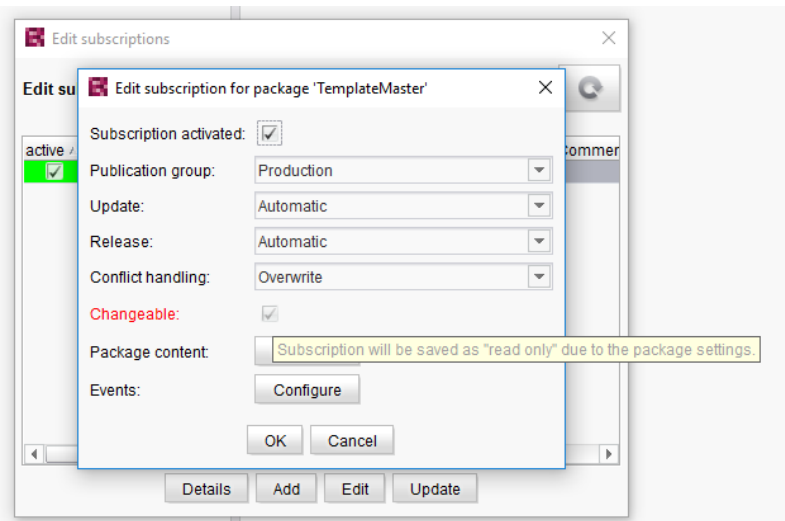 Edit subscriptions
Edit su
Edit subscription for package 'TemplateMaster'
active
Commer
Subscription activated:
Publication group: Production
Update: Automatic
Release: Automatic
Conflict handling: Overwrite
Changeable:
Package content:
Subscription will be saved as "read only" due to the package settings.
Events: Configure
OK Cancel
Details Add Edit Update